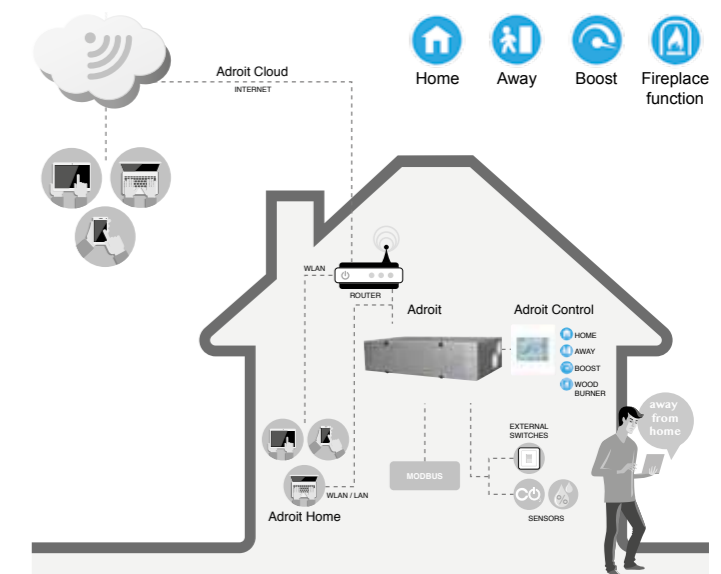 Adroit Cloud
INTERNET
Home
Away
Boost
Fireplace
function
WLAN
ROUTER
Adroit
Adroit Control
HOME
AWAY
BOOST
WOOD
BURNER
away
from
home
EXTERNAL
SWITCHES
MODBUS
%
WLAN / LAN
SENSORS
Adroit Home